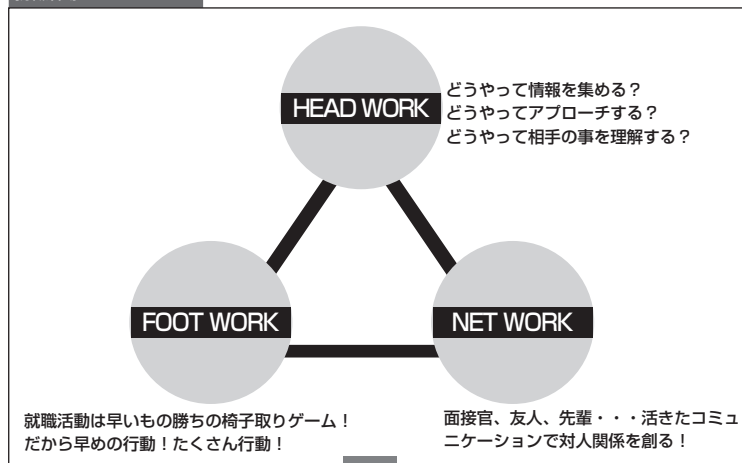 HEAD WORK
どうやって情報を集める？
どうやってアプローチする？
どうやって相手の事を理解する？
FOOT WORK
NET WORK
就職活動は早いもの勝ちの椅子取りゲーム！
だから早めの行動！たくさん行動！
面接官、友人、先輩・・・活きたコミュ
ニケーションで対人関係を創る！